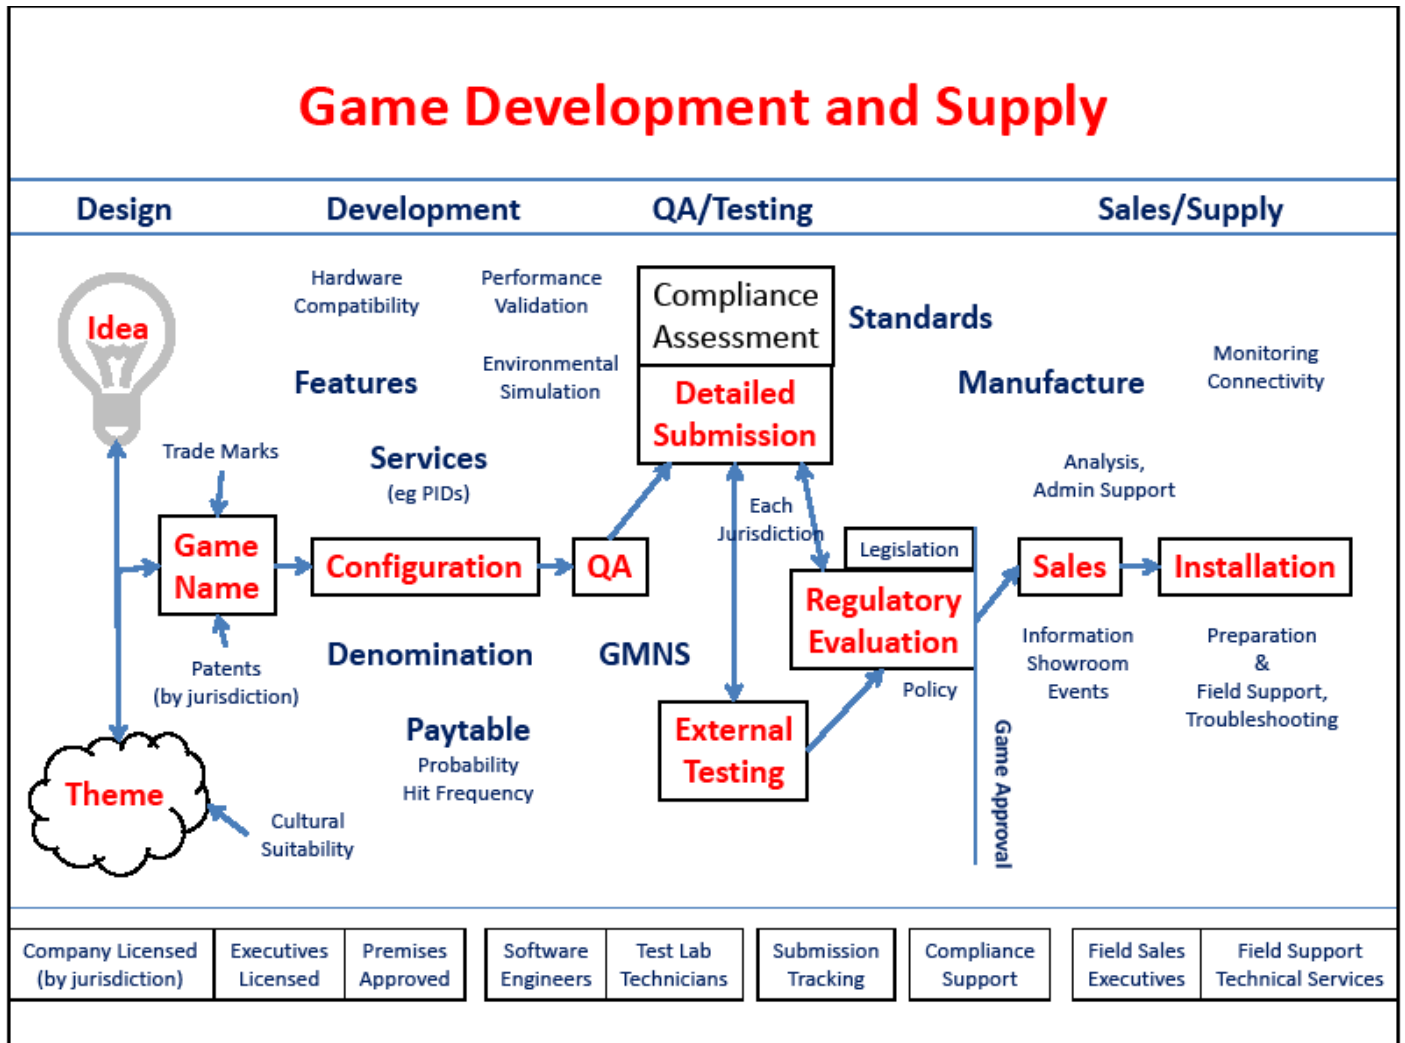 Game Development and Supply
Design
Development
QA/Testing
Sales/Supply
Idea
Trade Marks
Game
Name
Patents
(by jurisdiction)
Theme
Cultural
Suitability
Hardware
Compatibility
Performance
Validation
Features
Environmental
Simulation
Services
(eg PIDs)
Configuration
QA
Denomination
GMNS
Paytable
Probability
Hit Frequency
Compliance
Assessment
Detailed
Submission
Standards
Each
Jurisdiction
Legislation
Regulatory
Evaluation
Policy
External
Testing
Game Approval
Manufacture
Monitoring
Connectivity
Analysis,
Admin Support
Sales
Installation
Information
Showroom
Events
Preparation
&
Field Support,
Troubleshooting
Company Licensed
(by jurisdiction)
Executives
Licensed
Premises
Approved
Software
Engineers
Test Lab
Technicians
Submission
Tracking
Compliance
Support
Field Sales
Executives
Field Support
Technical Services